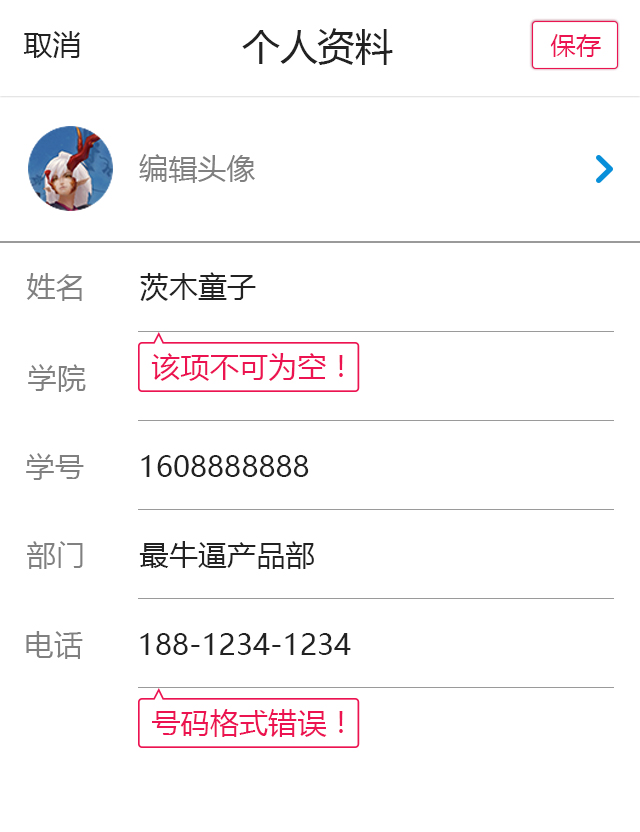 取消 个人资料 保存
编辑头像
姓名 茨木童子
该项不可为空！
学院
学号 1608888888
部门 最牛逼产品部
电话 188-1234-1234
号码格式错误！